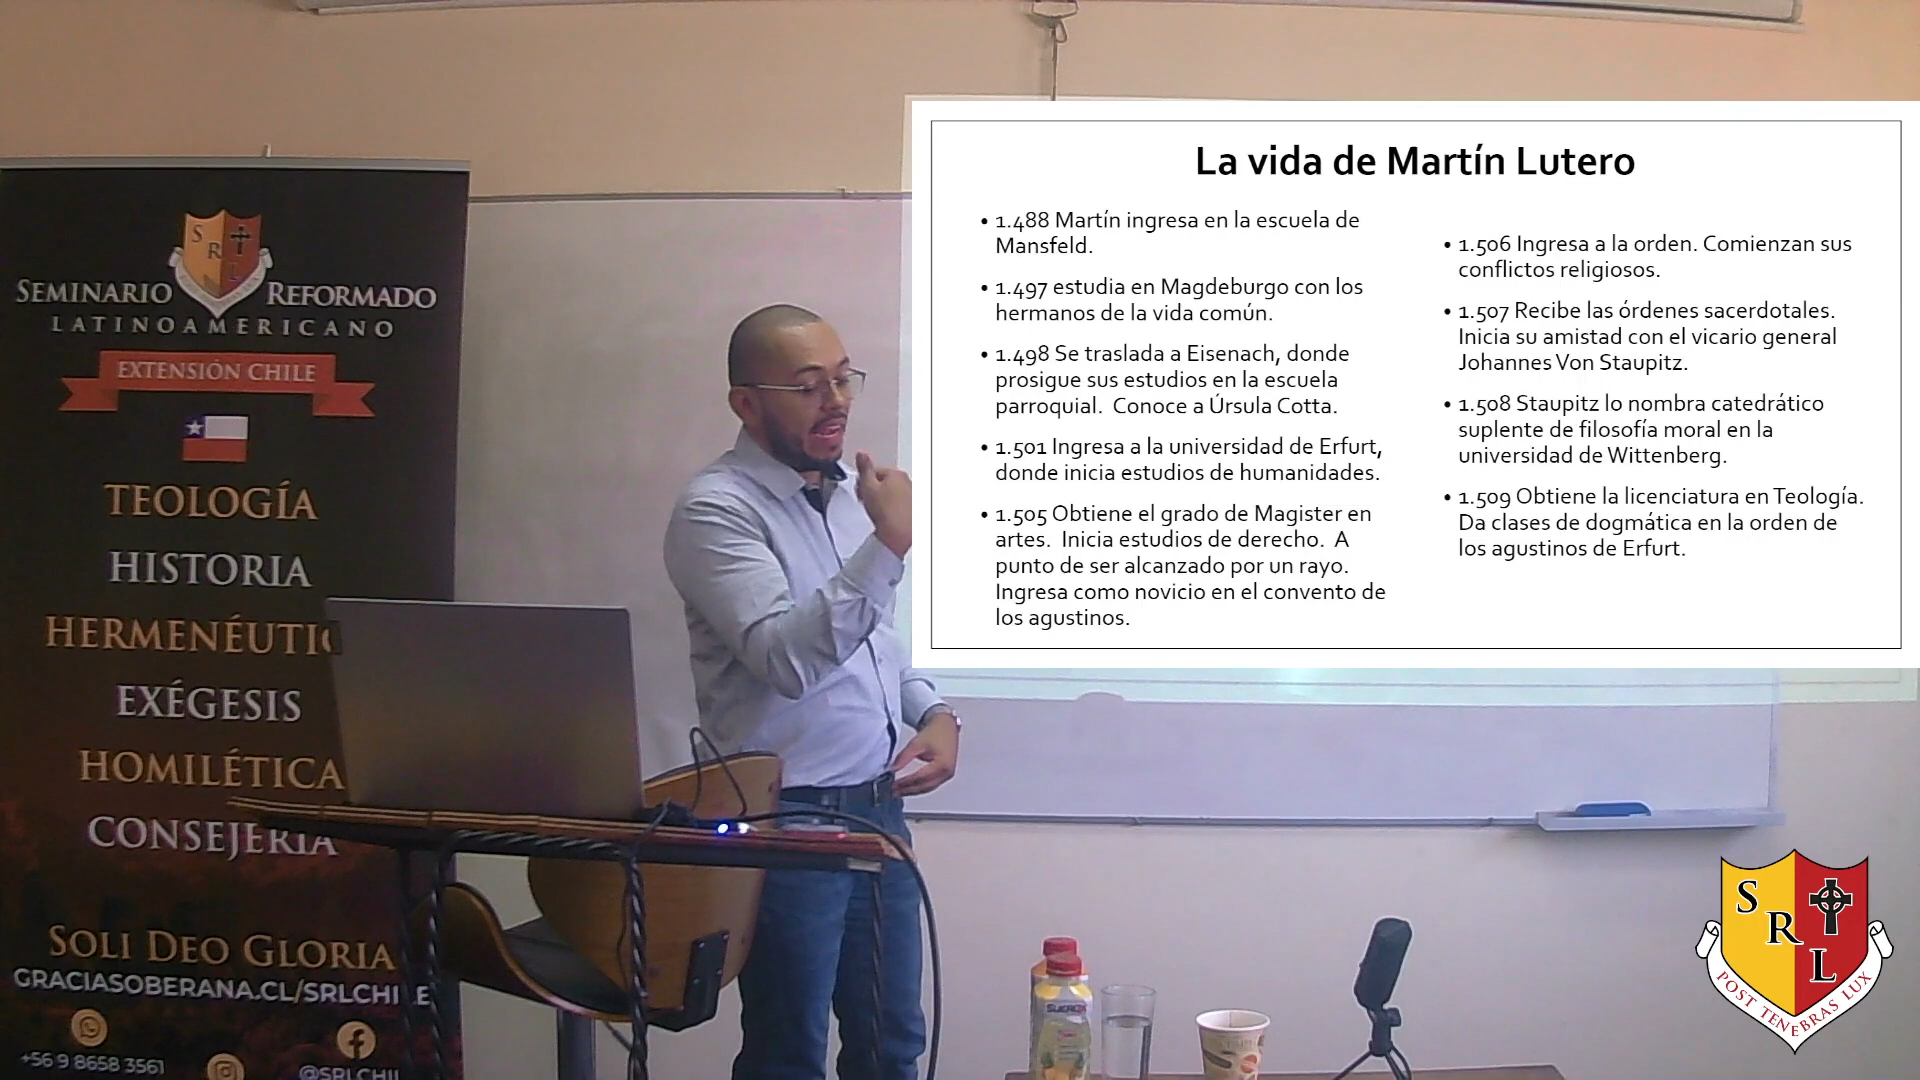 S
R
L
SEMINARIO REFORMADO
LATINOAMERICANO
EXTENSIÓN CHILE
TEOLOGÍA
HISTORIA
HERMENÉUTIC
EXÉGESIS
HOMILÉTICA
CONSEJERÍA
SOLI DEO GLORIA
GRACIASOBERANA.CL/SRLCHILE
+56 9 8658 3561
@SRLCHIL
La vida de Martín Lutero
• 1.488 Martín ingresa en la escuela de
Mansfeld.
• 1.497 estudia en Magdeburgo con los
hermanos de la vida común.
• 1.498 Se traslada a Eisenach, donde
prosigue sus estudios en la escuela
parroquial. Conoce a Úrsula Cotta.
• 1.501 Ingresa a la universidad de Erfurt,
donde inicia estudios de humanidades.
• 1.505 Obtiene el grado de Magister en
artes. Inicia estudios de derecho. A
punto de ser alcanzado por un rayo.
Ingresa como novicio en el convento de
los agustinos.
• 1.506 Ingresa a la orden. Comienzan sus
conflictos religiosos.
• 1.507 Recibe las órdenes sacerdotales.
Inicia su amistad con el vicario general
Johannes Von Staupitz.
• 1.508 Staupitz lo nombra catedrático
suplente de filosofía moral en la
universidad de Wittenberg.
• 1.509 Obtiene la licenciatura en Teología.
Da clases de dogmática en la orden de
los agustinos de Erfurt.
S
R
L
POST TENEBRAS LUX